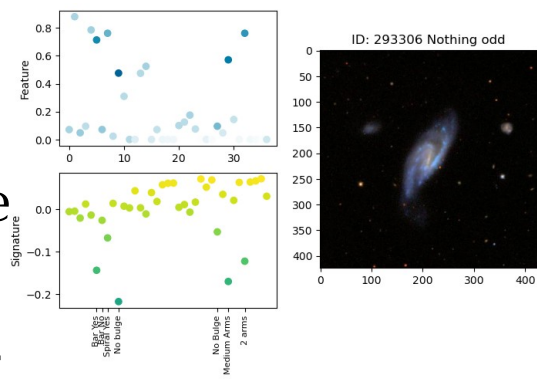 0.8
0.6
0.4
0.2
0.0
Feature
0
10
20
30
0.0
−0.1
−0.2
Signature
Bar Yes
Bar No
Spiral Yes
No bulge
No Bulge
Medium Arms
2 arms
e
ID: 293306 Nothing odd
0
50
100
150
200
250
300
350
400
0
100
200
300
400